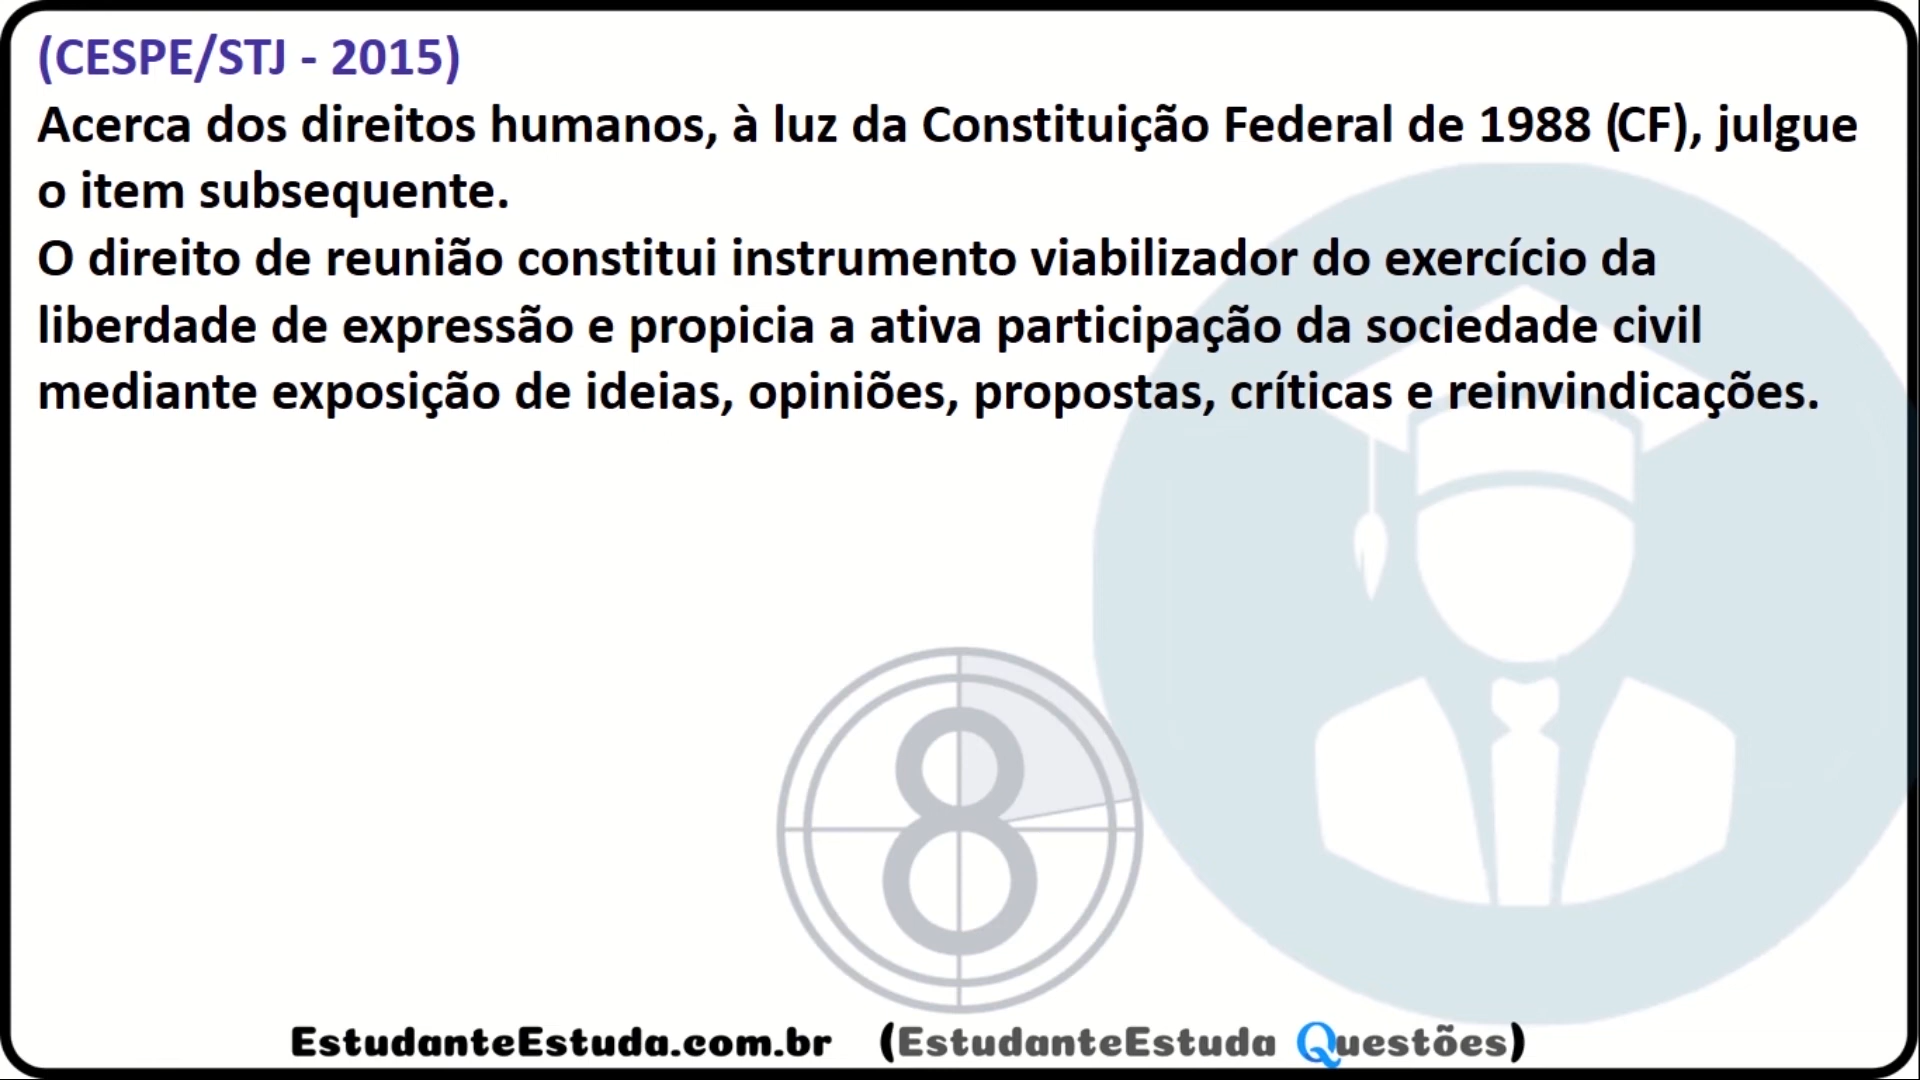 (CESPE/STJ - 2015)
Acerca dos direitos humanos, à luz da Constituição Federal de 1988 (CF), julgue
o item subsequente.
O direito de reunião constitui instrumento viabilizador do exercício da
liberdade de expressão e propicia a ativa participação da sociedade civil
mediante exposição de ideias, opiniões, propostas, críticas e reinvindicações.
8
EstudanteEstuda.com.br (EstudanteEstuda Questões)